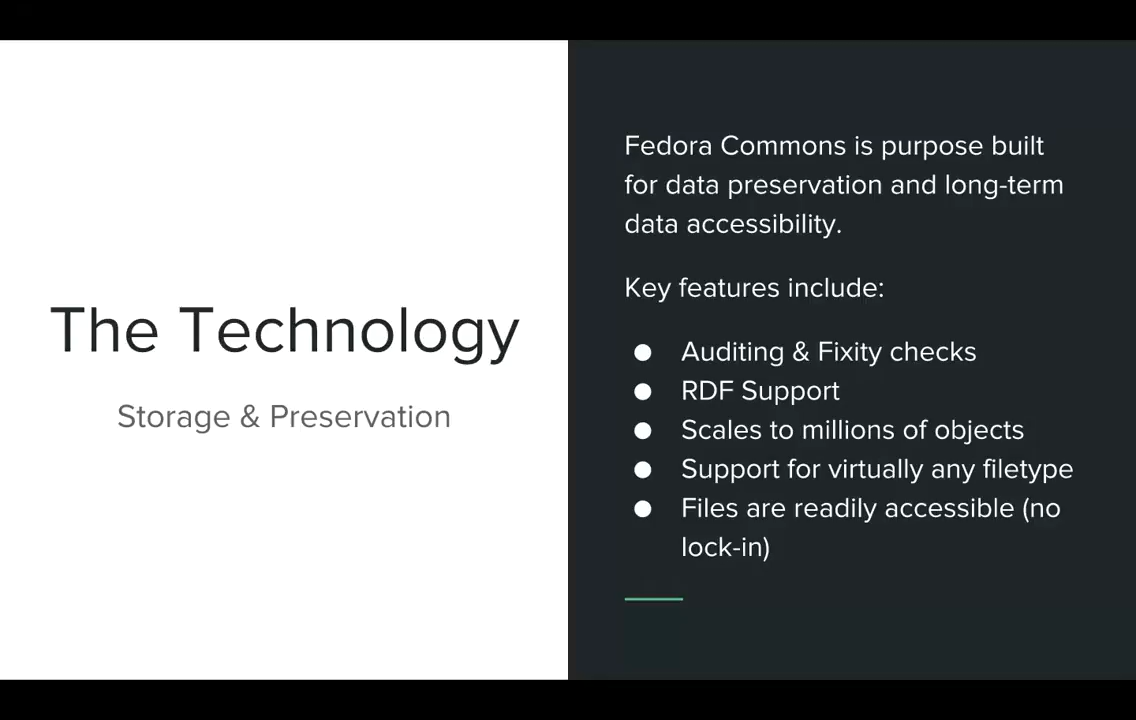 The Technology
Storage & Preservation
Fedora Commons is purpose built
for data preservation and long-term
data accessibility.
Key features include:
● Auditing & Fixity checks
● RDF Support
● Scales to millions of objects
● Support for virtually any filetype
● Files are readily accessible (no
lock-in)